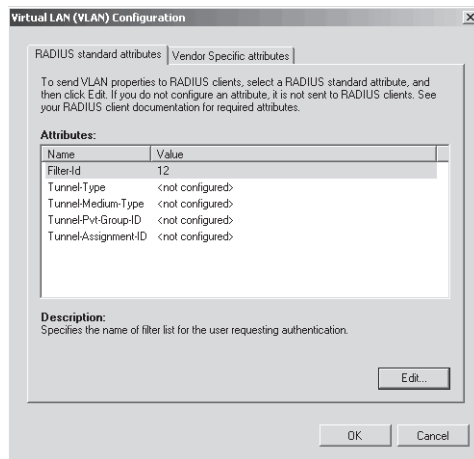 Virtual LAN (VLAN) Configuration
RADIUS standard attributes Vendor Specific attributes
To send VLAN properties to RADIUS clients, select a RADIUS standard attribute, and
then click Edit. If you do not configure an attribute, it is not sent to RADIUS clients. See
your RADIUS client documentation for required attributes.
Attributes:
Name Value
Filter-Id 12
Tunnel-Type <not configured>
Tunnel-Medium-Type <not configured>
Tunnel-Pvt-Group-ID <not configured>
Tunnel-Assignment-ID <not configured>
Description:
Specifies the name of filter list for the user requesting authentication.
Edit...
OK Cancel